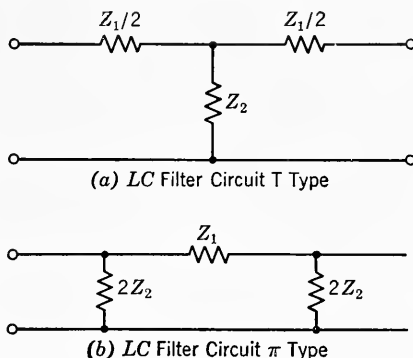 Z₁/2 Z₁/2
Z₂
(a) LC Filter Circuit T Type
Z₁
2Z₂ 2Z₂
(b) LC Filter Circuit π Type